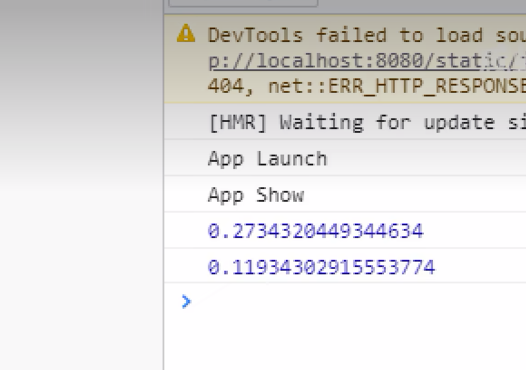 DevTools failed to load sou
p://localhost:8080/static/
404, net::ERR_HTTP_RESPONSE
[HMR] Waiting for update si
App Launch
App Show
0.2734320449344634
0.11934302915553774
>